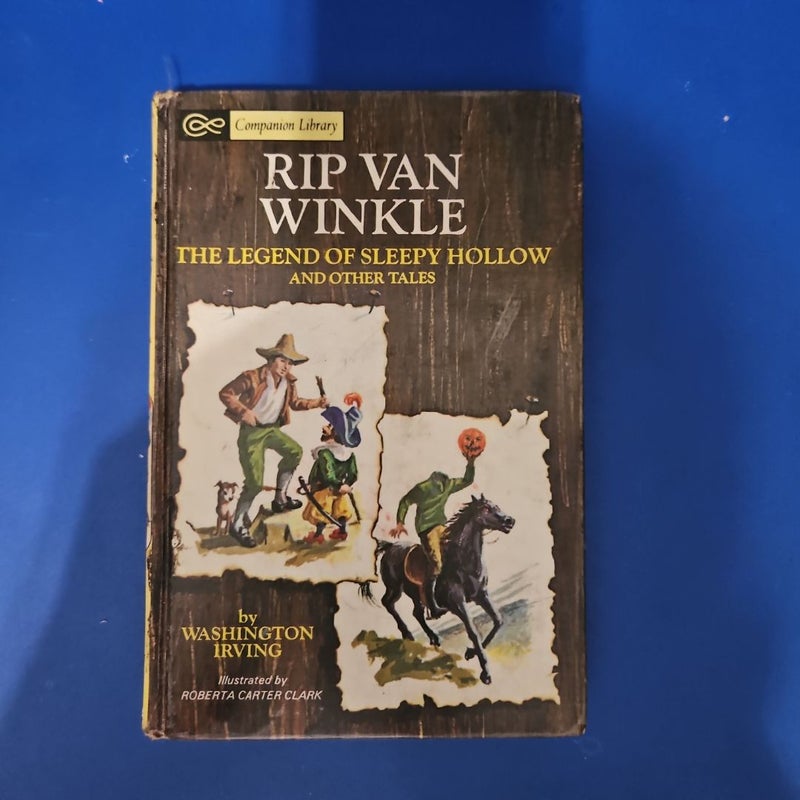 Companion Library
RIP VAN
WINKLE
THE LEGEND OF SLEEPY HOLLOW
AND OTHER TALES
by
WASHINGTON
IRVING
Illustrated by
ROBERTA CARTER CLARK